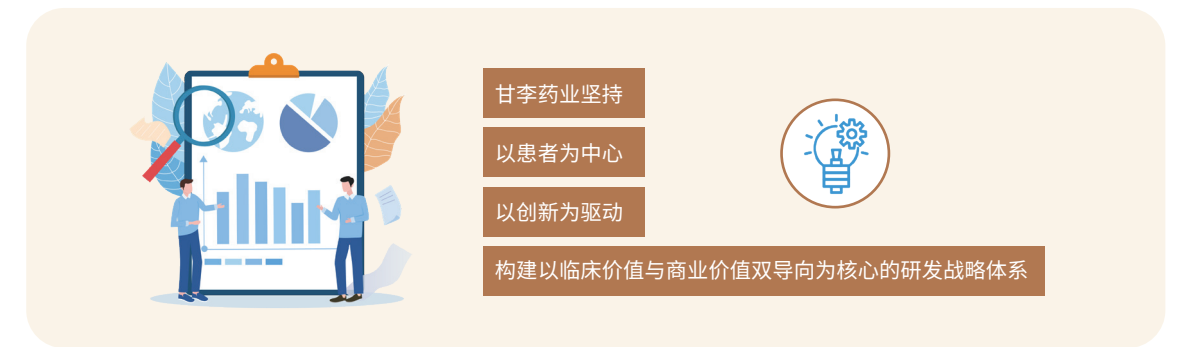 甘李药业坚持
以患者为中心
以创新为驱动
构建以临床价值与商业价值双导向为核心的研发战略体系